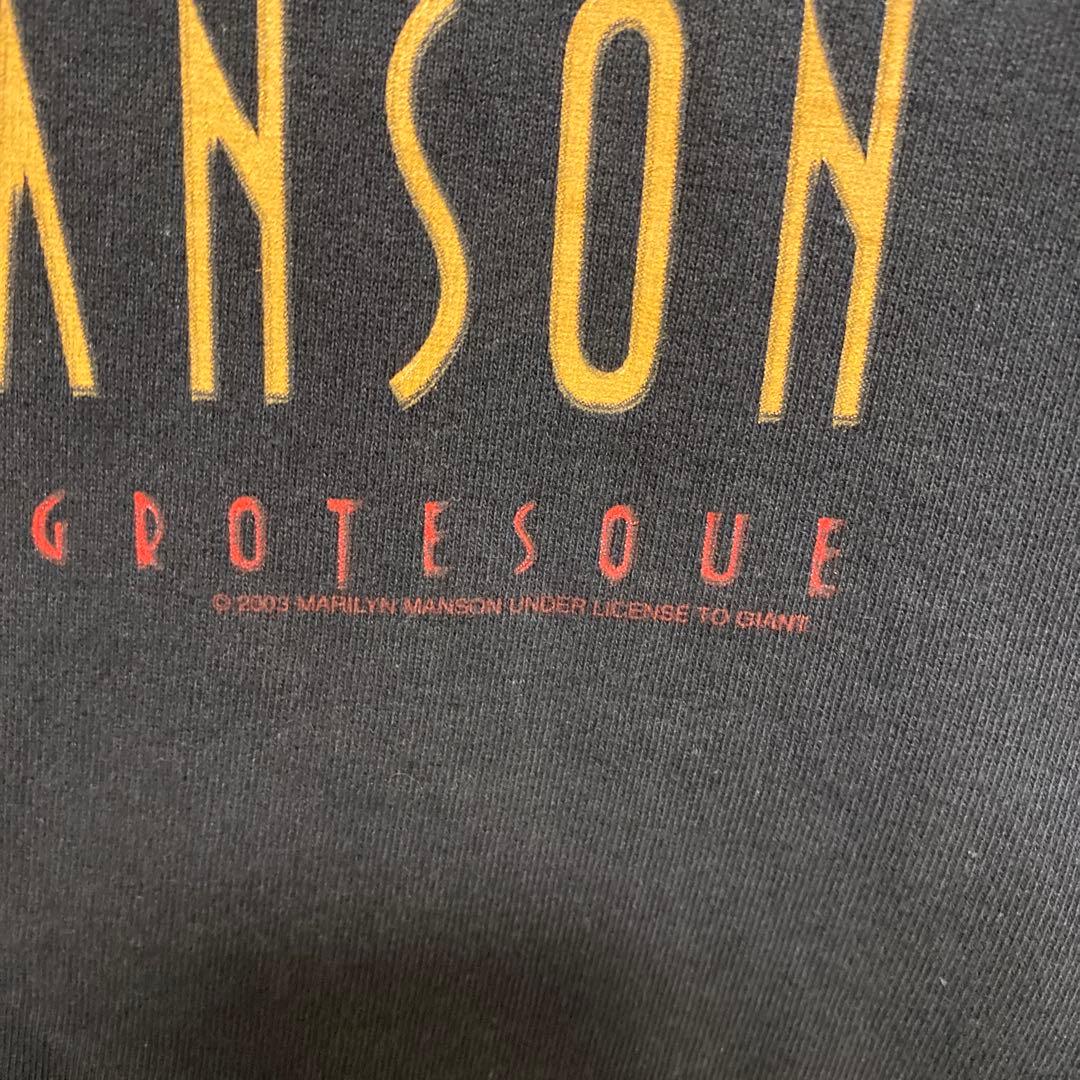 ANSON
GROTESQUE
© 2003 MARILYN MANSON UNDER LICENSE TO GIANT